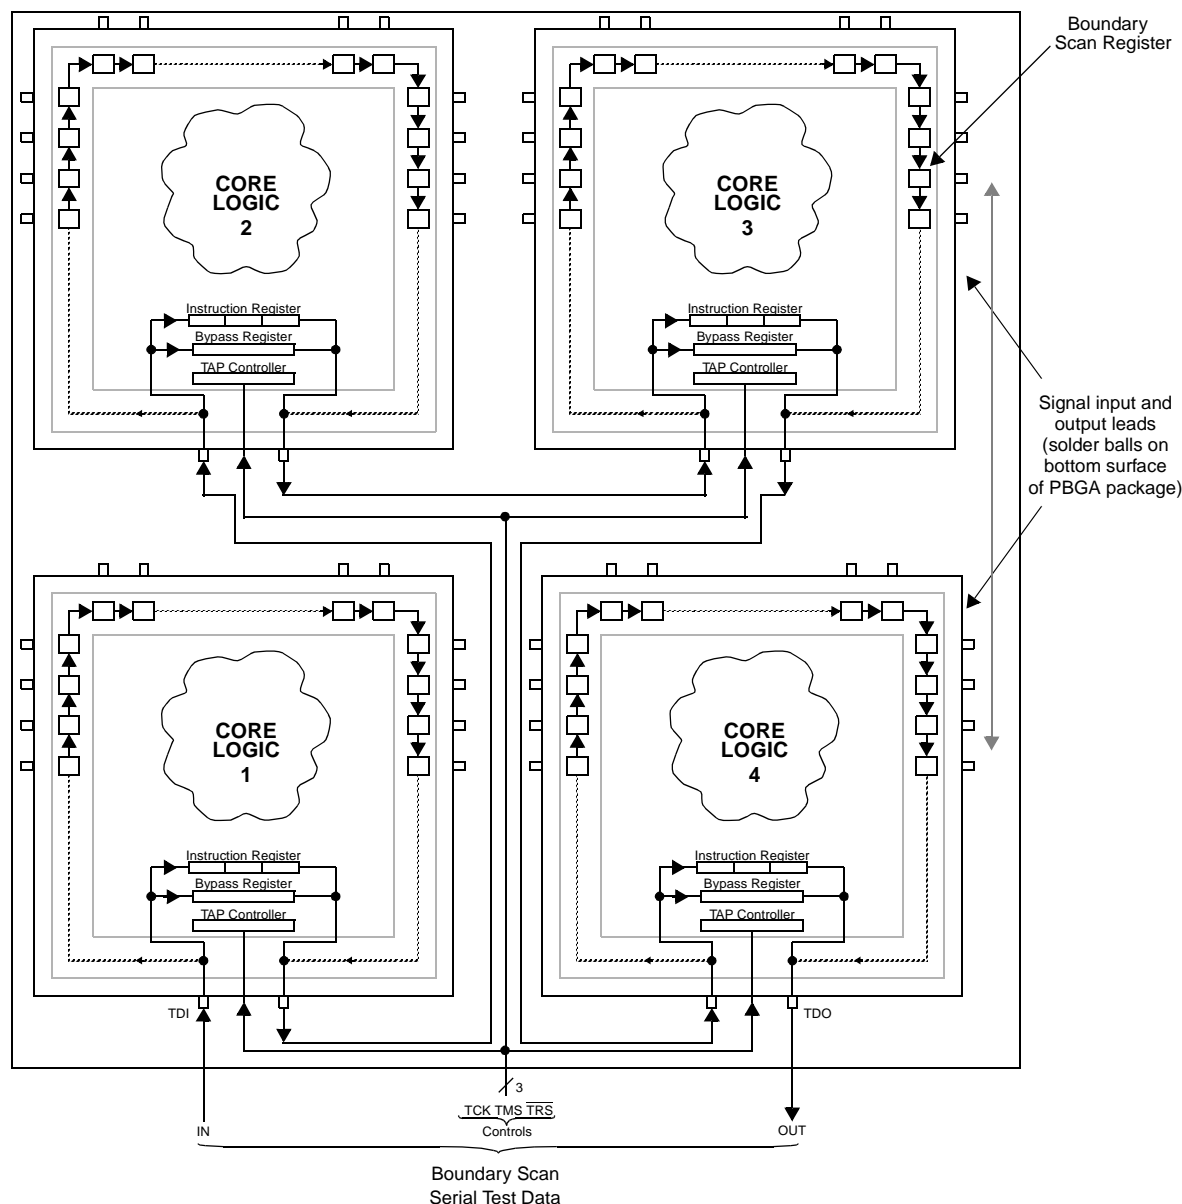 Boundary
Scan Register
CORE
LOGIC
2
Instruction Register
Bypass Register
TAP Controller
CORE
LOGIC
3
Instruction Register
Bypass Register
TAP Controller
Signal input and
output leads
(solder balls on
bottom surface
of PBGA package)
CORE
LOGIC
1
Instruction Register
Bypass Register
TAP Controller
CORE
LOGIC
4
Instruction Register
Bypass Register
TAP Controller
TDI
TDO
3
TCK TMS TRS
IN
Controls
OUT
Boundary Scan
Serial Test Data